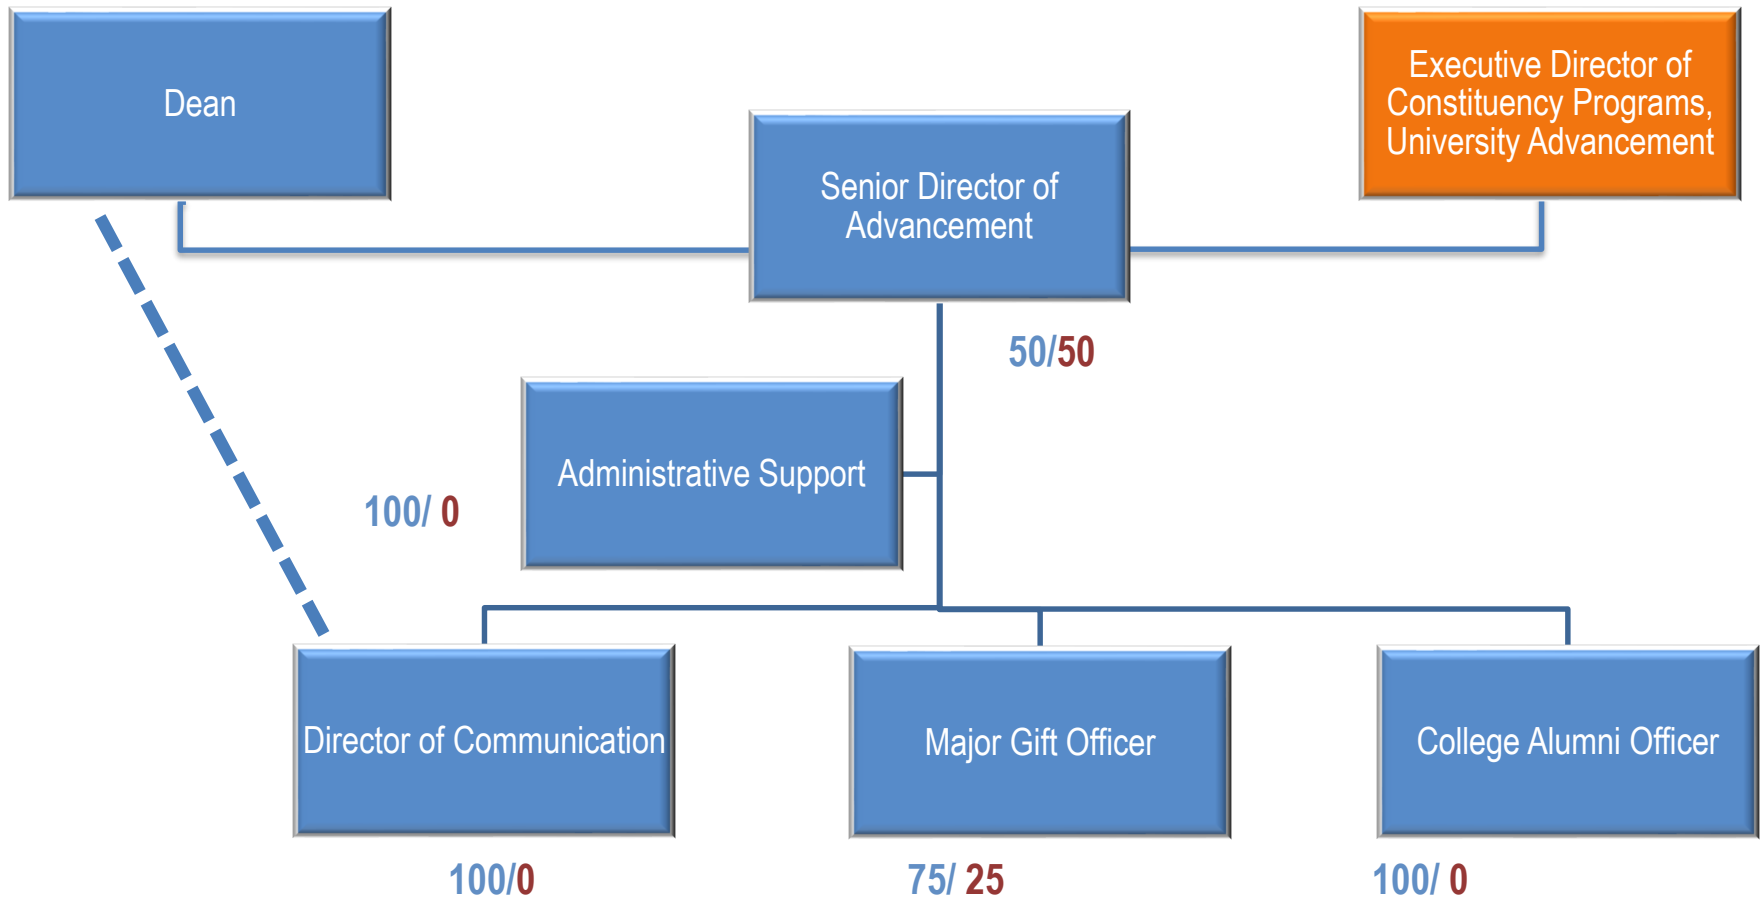 Dean
Executive Director of
Constituency Programs,
University Advancement
Senior Director of
Advancement
50/50
Administrative Support
100/ 0
Director of Communication
Major Gift Officer
College Alumni Officer
100/0
75/ 25
100/ 0